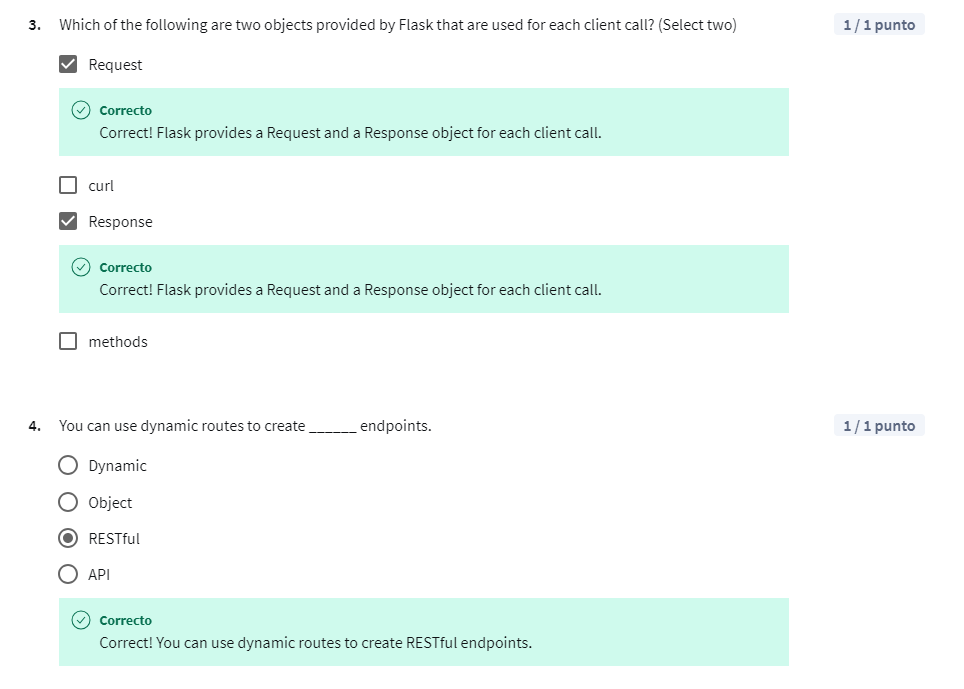 3. Which of the following are two objects provided by Flask that are used for each client call? (Select two) 1 / 1 punto
Request
Correcto
Correct! Flask provides a Request and a Response object for each client call.
curl
Response
Correcto
Correct! Flask provides a Request and a Response object for each client call.
methods
4. You can use dynamic routes to create ______ endpoints. 1 / 1 punto
Dynamic
Object
RESTful
API
Correcto
Correct! You can use dynamic routes to create RESTful endpoints.